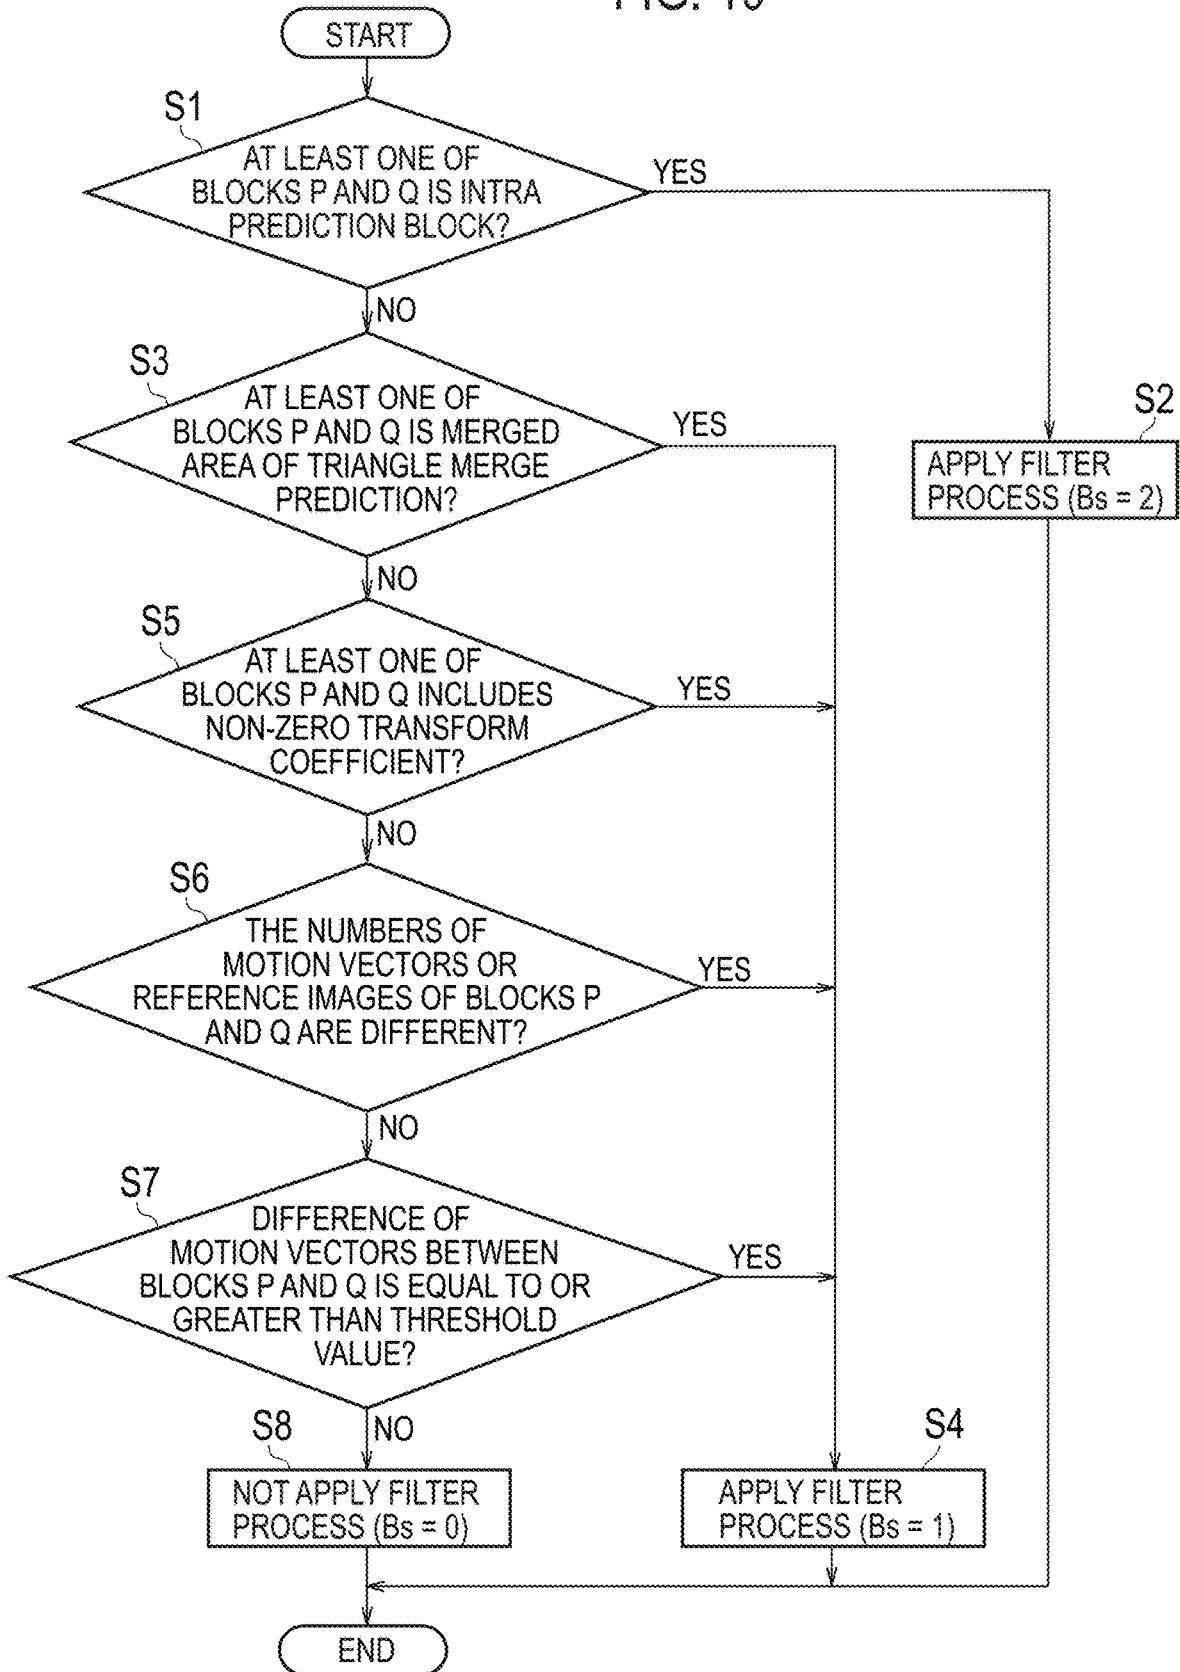 START
S1
AT LEAST ONE OF
BLOCKS P AND Q IS INTRA
PREDICTION BLOCK?
YES
NO
S3
AT LEAST ONE OF
BLOCKS P AND Q IS MERGED
AREA OF TRIANGLE MERGE
PREDICTION?
YES
S2
APPLY FILTER
PROCESS (Bs = 2)
NO
S5
AT LEAST ONE OF
BLOCKS P AND Q INCLUDES
NON-ZERO TRANSFORM
COEFFICIENT?
YES
NO
S6
THE NUMBERS OF
MOTION VECTORS OR
REFERENCE IMAGES OF BLOCKS P
AND Q ARE DIFFERENT?
YES
NO
S7
DIFFERENCE OF
MOTION VECTORS BETWEEN
BLOCKS P AND Q IS EQUAL TO OR
GREATER THAN THRESHOLD
VALUE?
YES
NO
S8
NOT APPLY FILTER
PROCESS (Bs = 0)
S4
APPLY FILTER
PROCESS (Bs = 1)
END